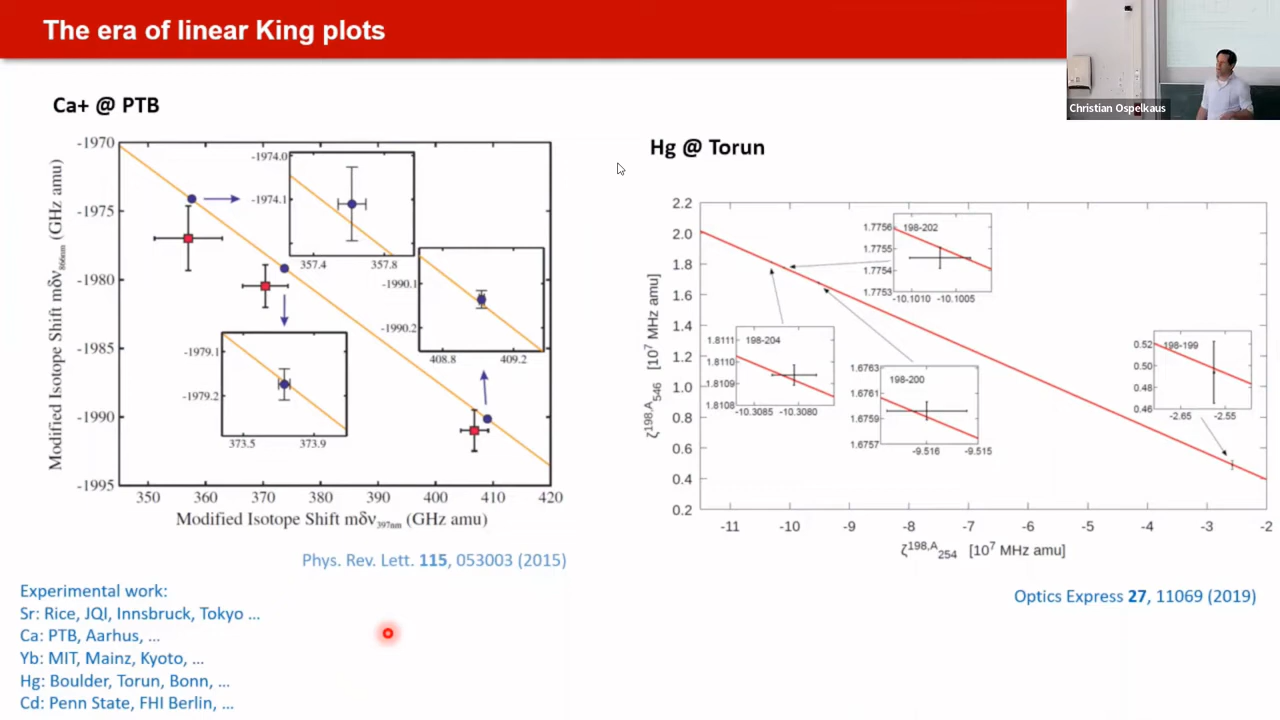 The era of linear King plots
Christian Ospelkaus
Ca+ @ PTB
-1970
-1975
-1980
-1985
-1990
-1995
Modified Isotope Shift mδν866nm (GHz amu)
-1974.0
-1974.1
357.4 357.8
-1990.1
-1990.2
408.8 409.2
-1979.1
-1979.2
373.5 373.9
350 360 370 380 390 400 410 420
Modified Isotope Shift mδν397nm (GHz amu)
Phys. Rev. Lett. 115, 053003 (2015)
Hg @ Torun
2.2
2.0
1.8
1.6
1.4
1.2
1.0
0.8
0.6
0.4
0.2
ζ198,A546 [10^7 MHz amu]
198-202
1.7756
1.7755
1.7754
1.7753
-10.1010 -10.1005
198-204
1.8111
1.8110
1.8109
1.8108
-10.3085 -10.3080
198-200
1.6763
1.6761
1.6759
1.6757
-9.516 -9.515
198-199
0.52
0.50
0.48
0.46
-2.65 -2.55
-11 -10 -9 -8 -7 -6 -5 -4 -3 -2
ζ198,A254 [10^7 MHz amu]
Optics Express 27, 11069 (2019)
Experimental work:
Sr: Rice, JQI, Innsbruck, Tokyo ...
Ca: PTB, Aarhus, ...
Yb: MIT, Mainz, Kyoto, ...
Hg: Boulder, Torun, Bonn, ...
Cd: Penn State, FHI Berlin, ...